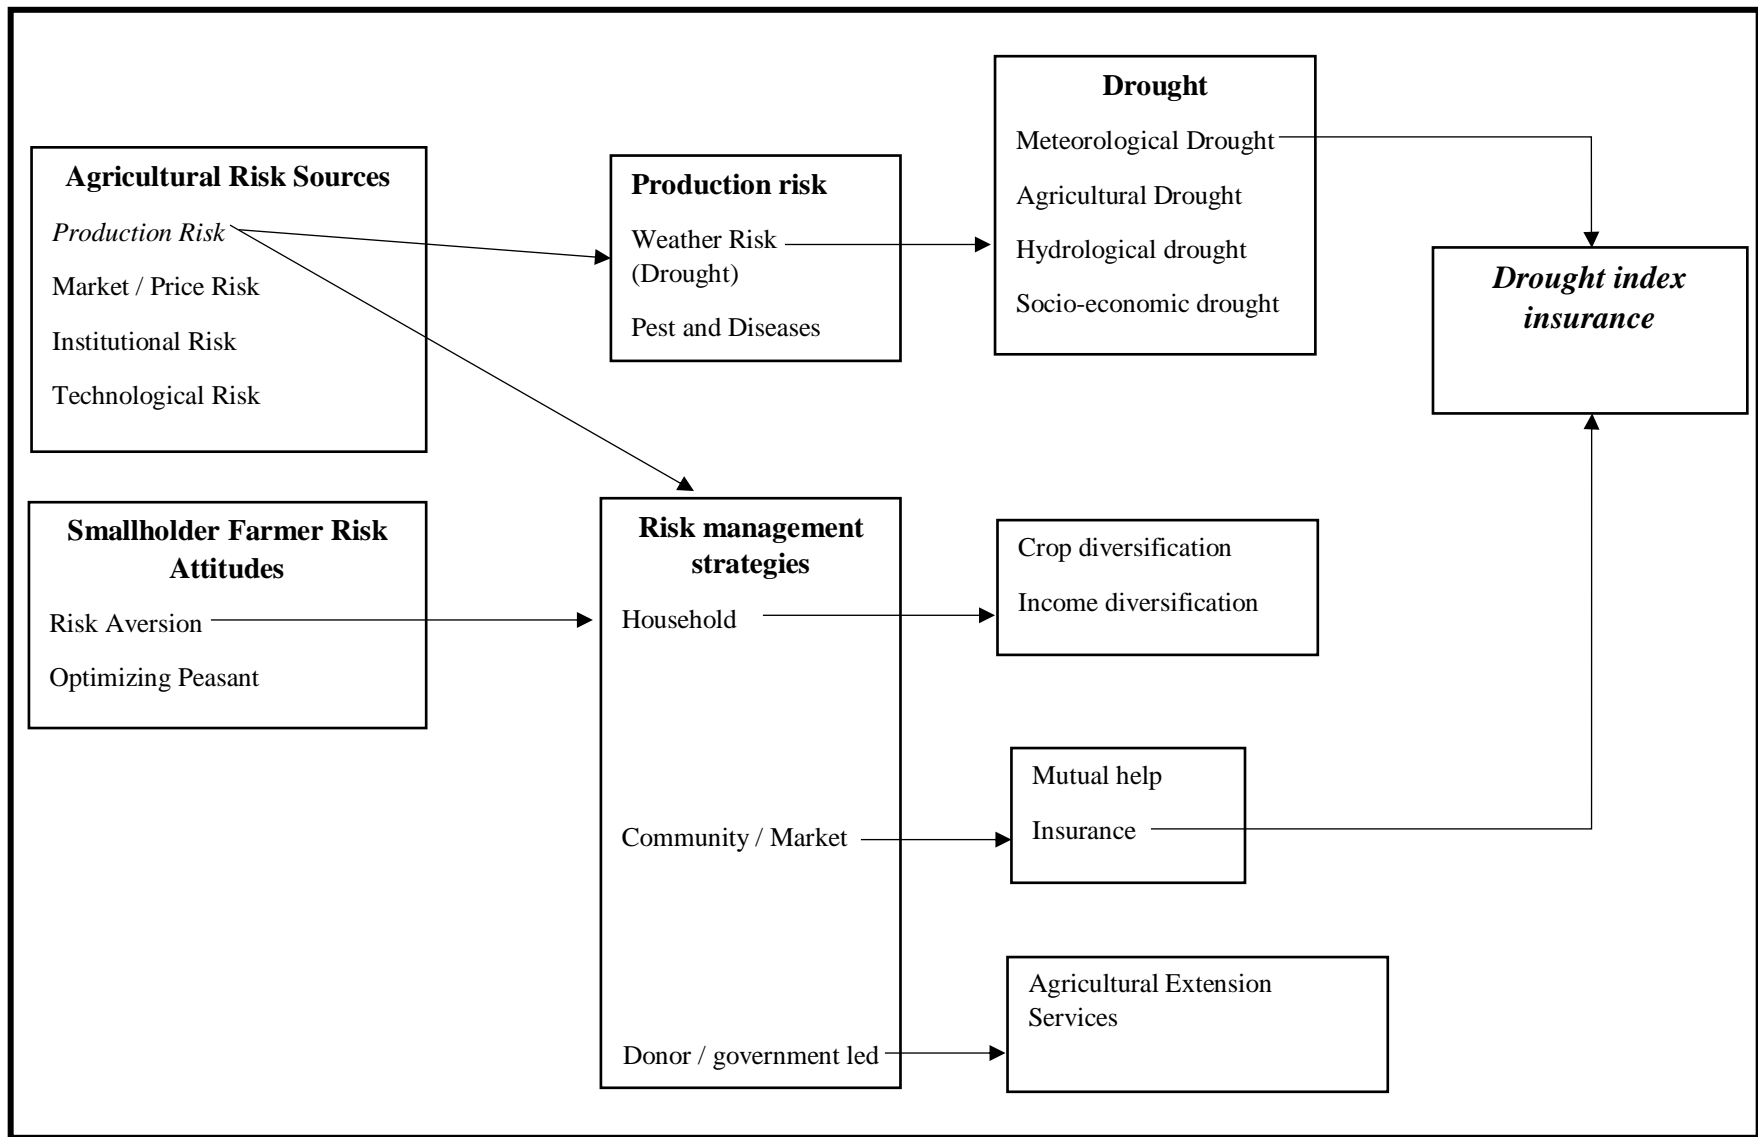 Agricultural Risk Sources
Production Risk
Market / Price Risk
Institutional Risk
Technological Risk
Production risk
Weather Risk
(Drought)
Pest and Diseases
Drought
Meteorological Drought
Agricultural Drought
Hydrological drought
Socio-economic drought
Drought index
insurance
Smallholder Farmer Risk
Attitudes
Risk Aversion
Optimizing Peasant
Risk management
strategies
Household
Community / Market
Donor / government led
Crop diversification
Income diversification
Mutual help
Insurance
Agricultural Extension
Services